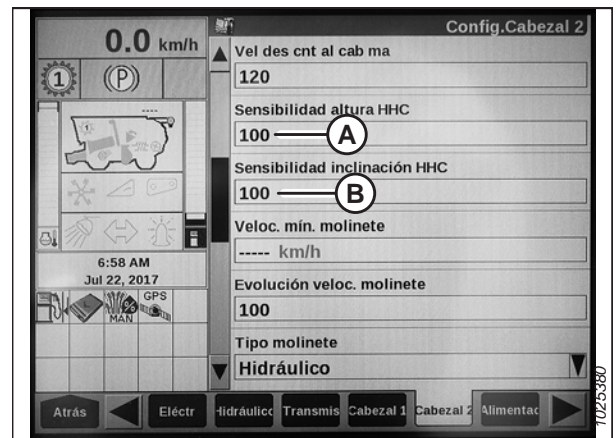 Config.Cabezal 2
0.0 km/h
1
(P)
Vel des cnt al cab ma
120
Sensibilidad altura HHC
100
A
Sensibilidad inclinación HHC
100
B
Veloc. mín. molinete
----- km/h
Evolución veloc. molinete
100
Tipo molinete
Hidráulico
----
1
6:58 AM
Jul 22, 2017
MAN
%
GPS
Atrás
Eléctr
Hidráulico
Transmis
Cabezal 1
Cabezal 2
Alimentac
1025380